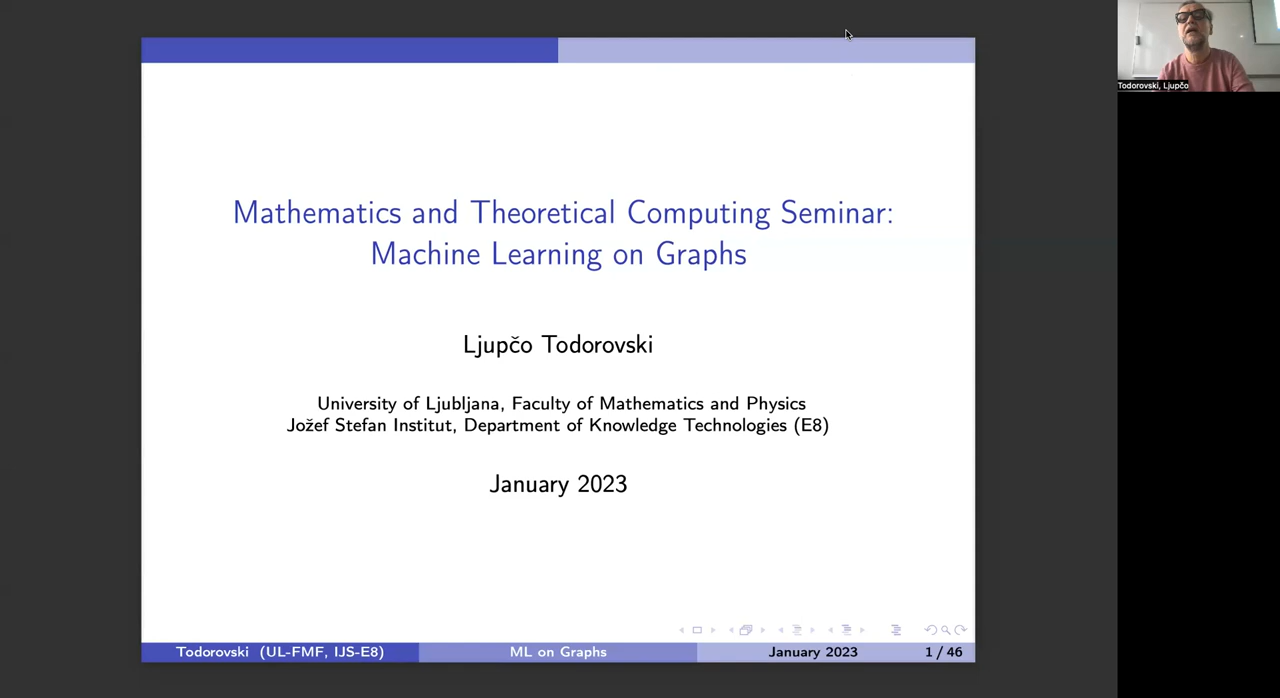 Mathematics and Theoretical Computing Seminar:
Machine Learning on Graphs
Ljupčo Todorovski
University of Ljubljana, Faculty of Mathematics and Physics
Jožef Stefan Institut, Department of Knowledge Technologies (E8)
January 2023
Todorovski (UL-FMF, IJS-E8)
ML on Graphs
January 2023
1 / 46
Todorovski, Ljupčo